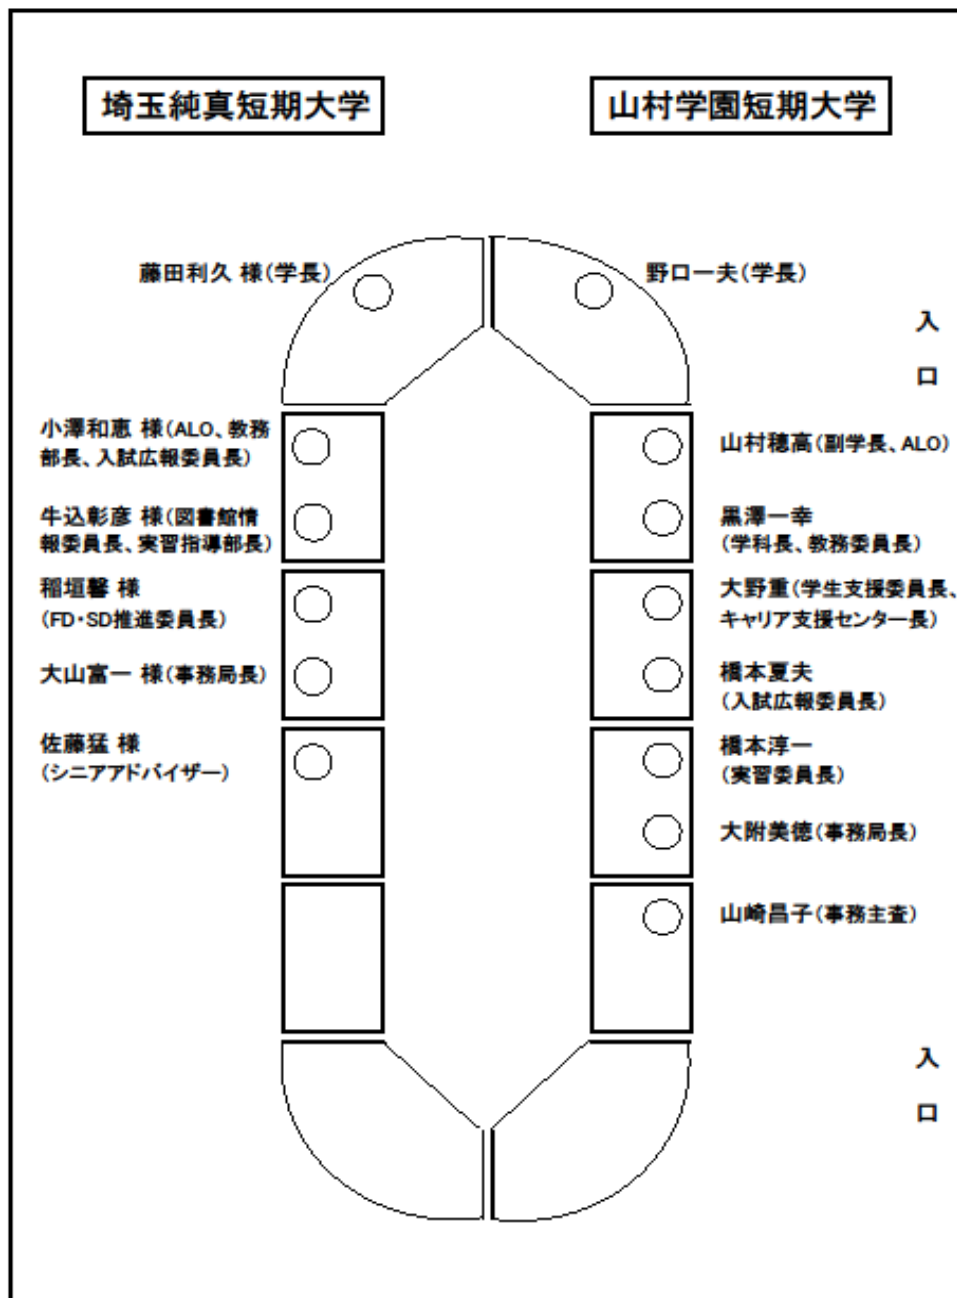 埼玉純真短期大学
山村学園短期大学
藤田利久 様(学長)
野口一夫(学長)
入
口
小澤和恵 様(ALO、教務
部長、入試広報委員長)
山村穂高(副学長、ALO)
牛込彰彦 様(図書館情
報委員長、実習指導部長)
黒澤一幸
(学科長、教務委員長)
稲垣馨 様
(FD・SD推進委員長)
大野重(学生支援委員長、
キャリア支援センター長)
大山富一 様(事務局長)
橋本夏夫
(入試広報委員長)
佐藤猛 様
(シニアアドバイザー)
橋本淳一
(実習委員長)
大附美徳(事務局長)
山崎昌子(事務主査)
入
口